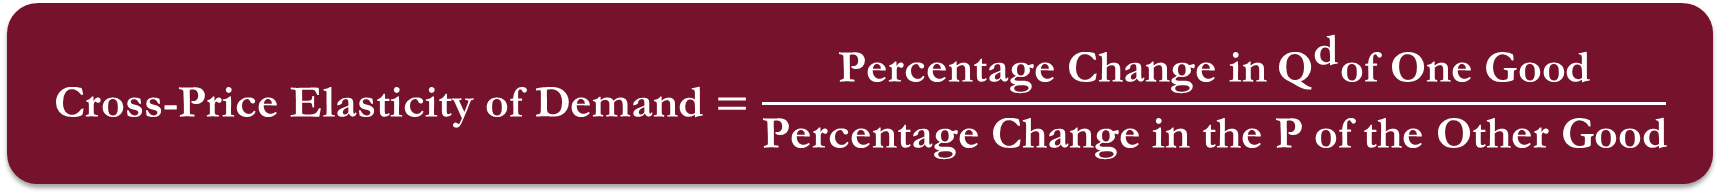 Percentage Change in Qᵈ of One Good
Cross-Price Elasticity of Demand =
Percentage Change in the P of the Other Good